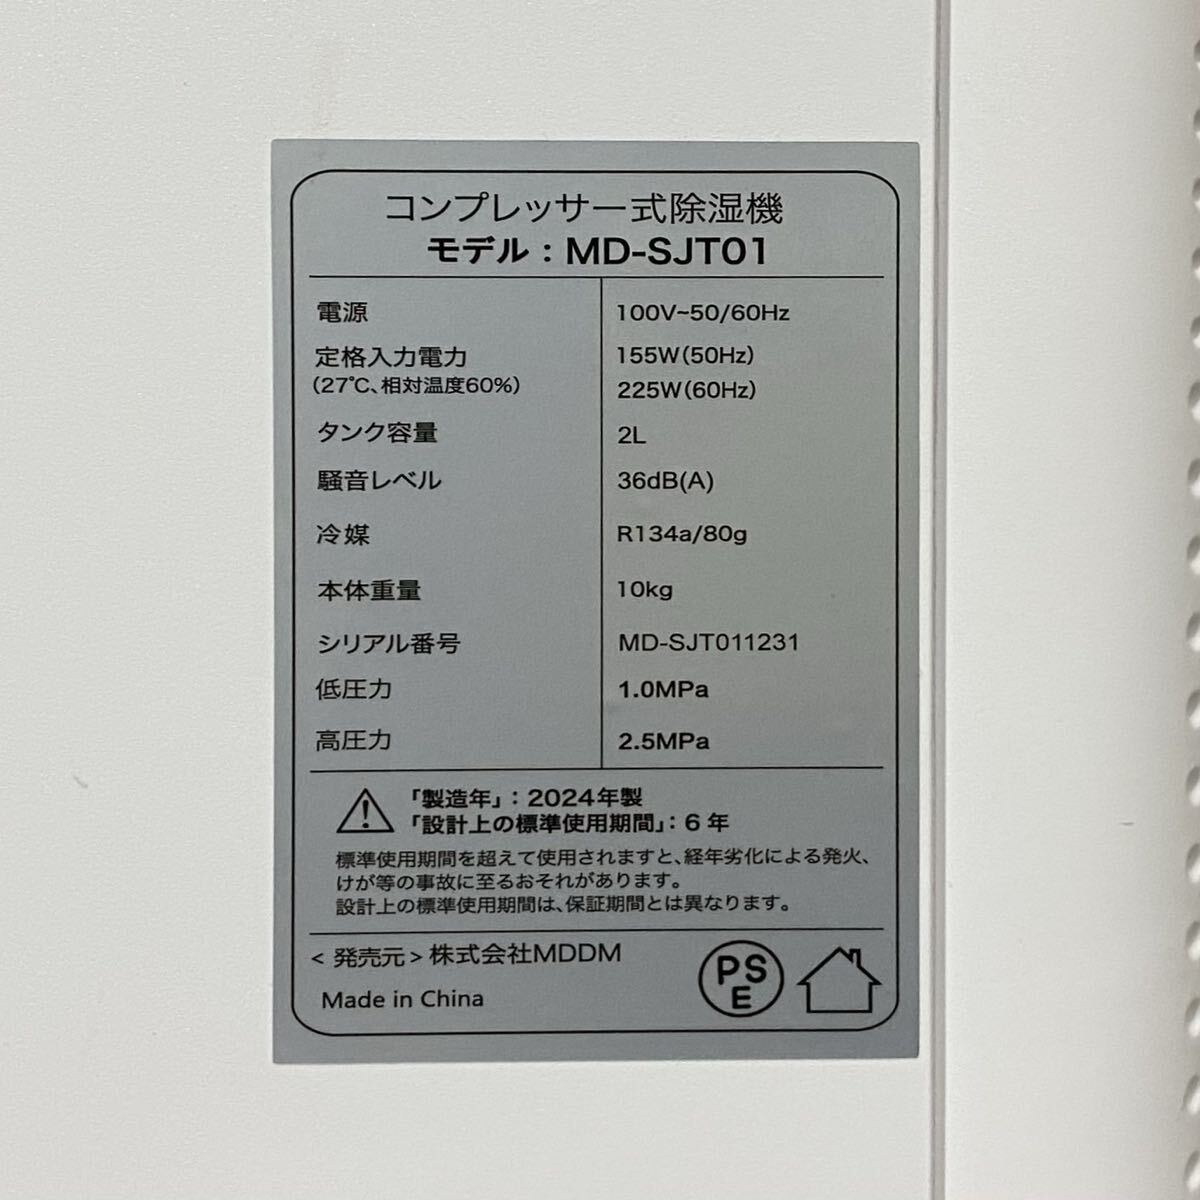 コンプレッサー式除湿機
モデル：MD-SJT01
電源 100V~50/60Hz
定格入力電力 155W(50Hz)
(27℃、相対湿度60%) 225W(60Hz)
タンク容量 2L
騒音レベル 36dB(A)
冷媒 R134a/80g
本体重量 10kg
シリアル番号 MD-SJT011231
低圧力 1.0MPa
高圧力 2.5MPa
「製造年」：2024年製
「設計上の標準使用期間」：6 年
標準使用期間を超えて使用されますと、経年劣化による発火、
けが等の事故に至るおそれがあります。
設計上の標準使用期間は、保証期間とは異なります。
＜ 発売元＞株式会社MDDM
Made in China
PS
E